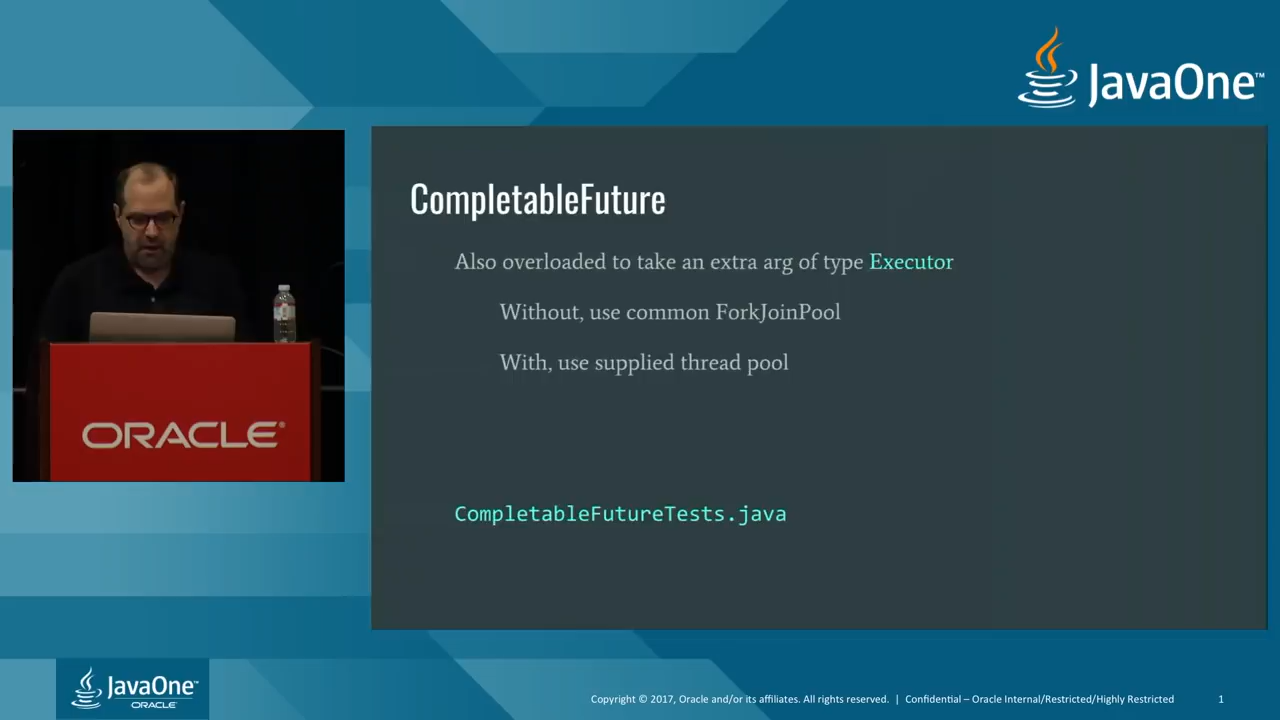 JavaOne™
CompletableFuture
Also overloaded to take an extra arg of type Executor
Without, use common ForkJoinPool
With, use supplied thread pool
ORACLE®
CompletableFutureTests.java
JavaOne™
ORACLE®
Copyright © 2017, Oracle and/or its affiliates. All rights reserved. | Confidential – Oracle Internal/Restricted/Highly Restricted 1